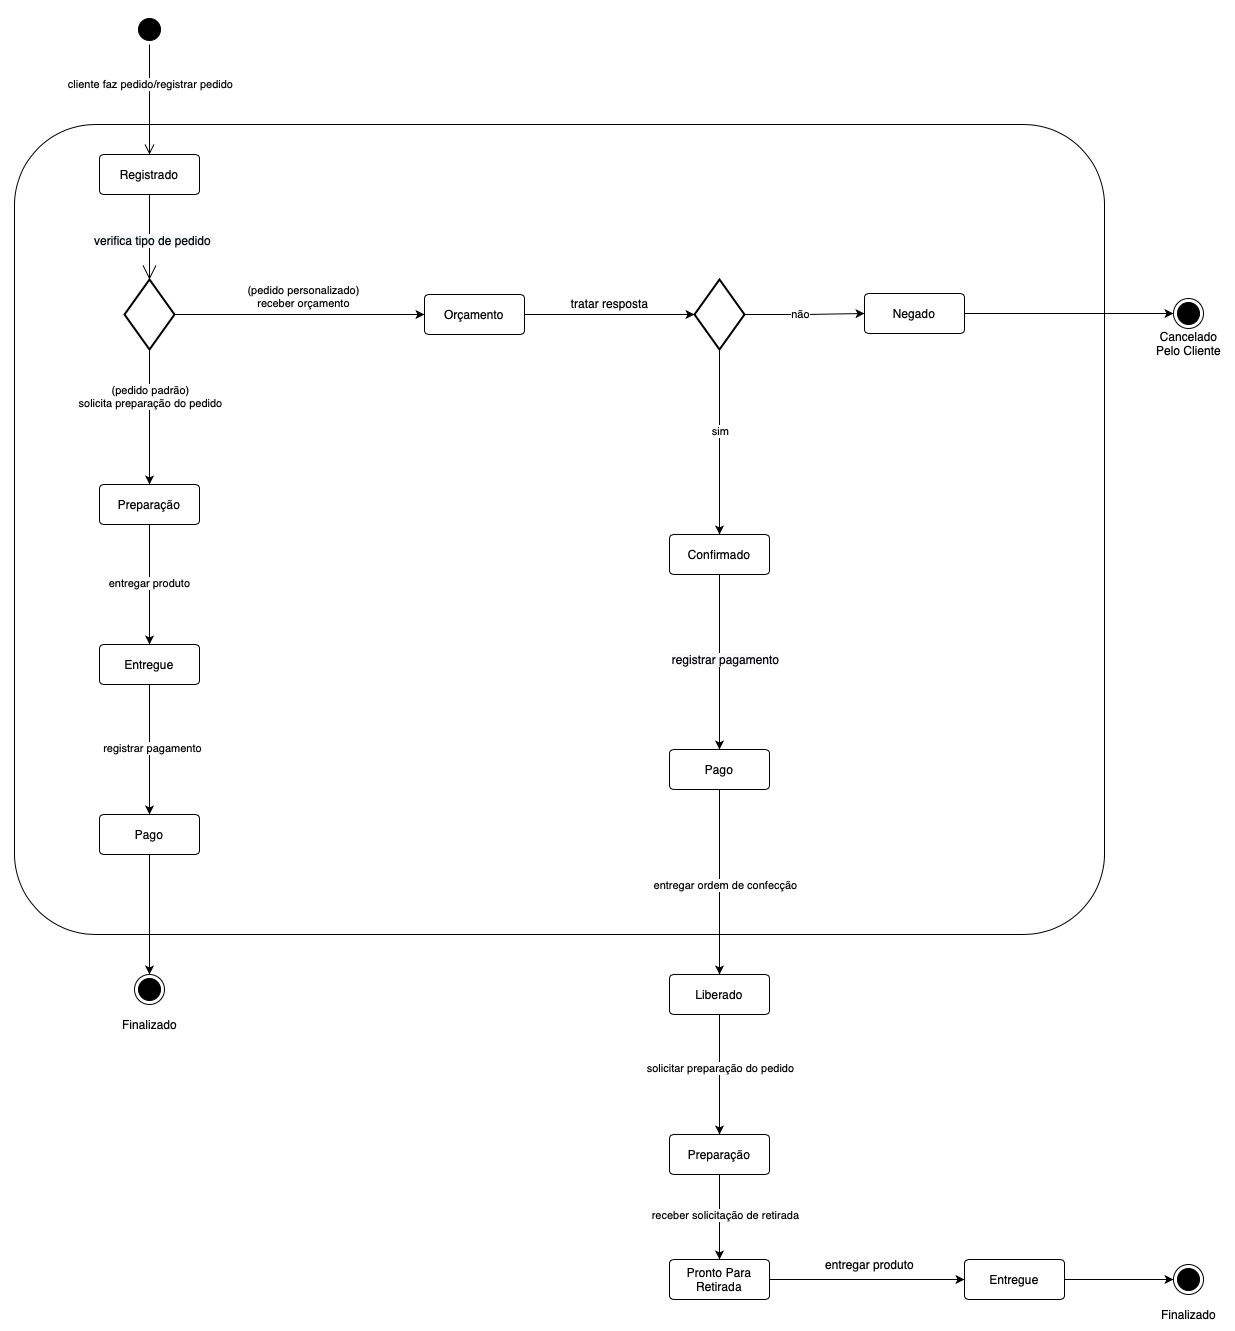 cliente faz pedido/registrar pedido
Registrado
verifica tipo de pedido
(pedido personalizado)
receber orçamento
Orçamento
tratar resposta
não
Negado
Cancelado
Pelo Cliente
(pedido padrão)
solicita preparação do pedido
sim
Preparação
Confirmado
entregar produto
Entregue
registrar pagamento
registrar pagamento
Pago
Pago
entregar ordem de confecção
Liberado
Finalizado
solicitar preparação do pedido
Preparação
receber solicitação de retirada
Pronto Para
Retirada
entregar produto
Entregue
Finalizado